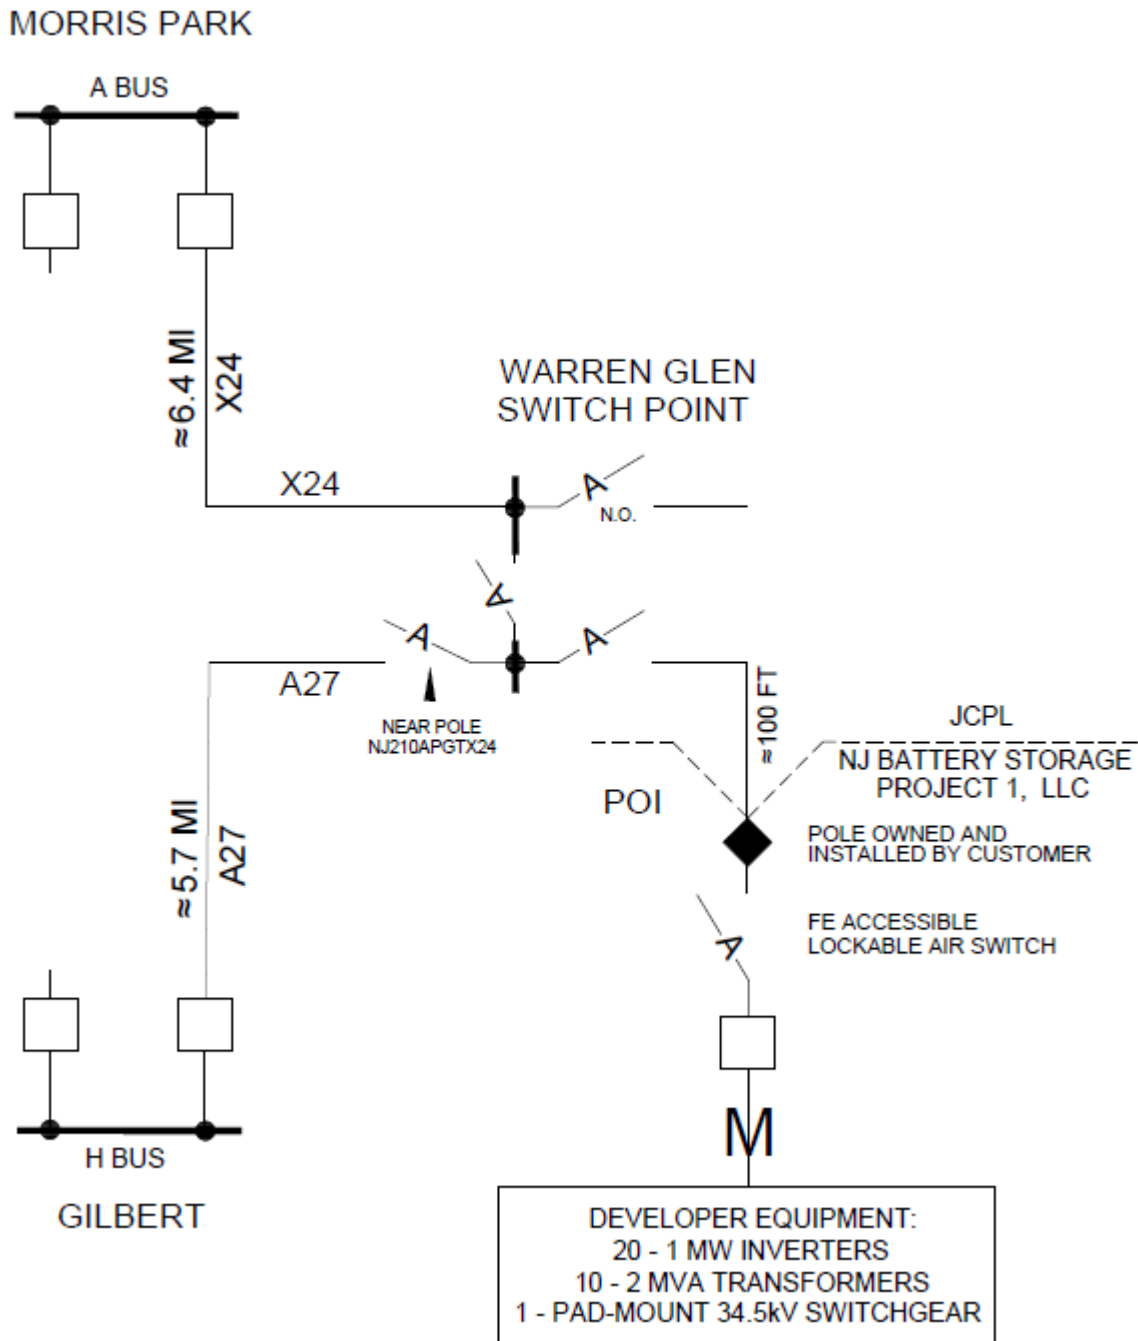 MORRIS PARK
A BUS
≈6.4 MI
X24
WARREN GLEN
SWITCH POINT
X24
A
N.O.
A
A
A
A27
NEAR POLE
NJ210APGTX24
≈100 FT
JCPL
NJ BATTERY STORAGE
PROJECT 1, LLC
POI
POLE OWNED AND
INSTALLED BY CUSTOMER
≈5.7 MI
A27
FE ACCESSIBLE
LOCKABLE AIR SWITCH
A
M
H BUS
GILBERT
DEVELOPER EQUIPMENT:
20 - 1 MW INVERTERS
10 - 2 MVA TRANSFORMERS
1 - PAD-MOUNT 34.5kV SWITCHGEAR